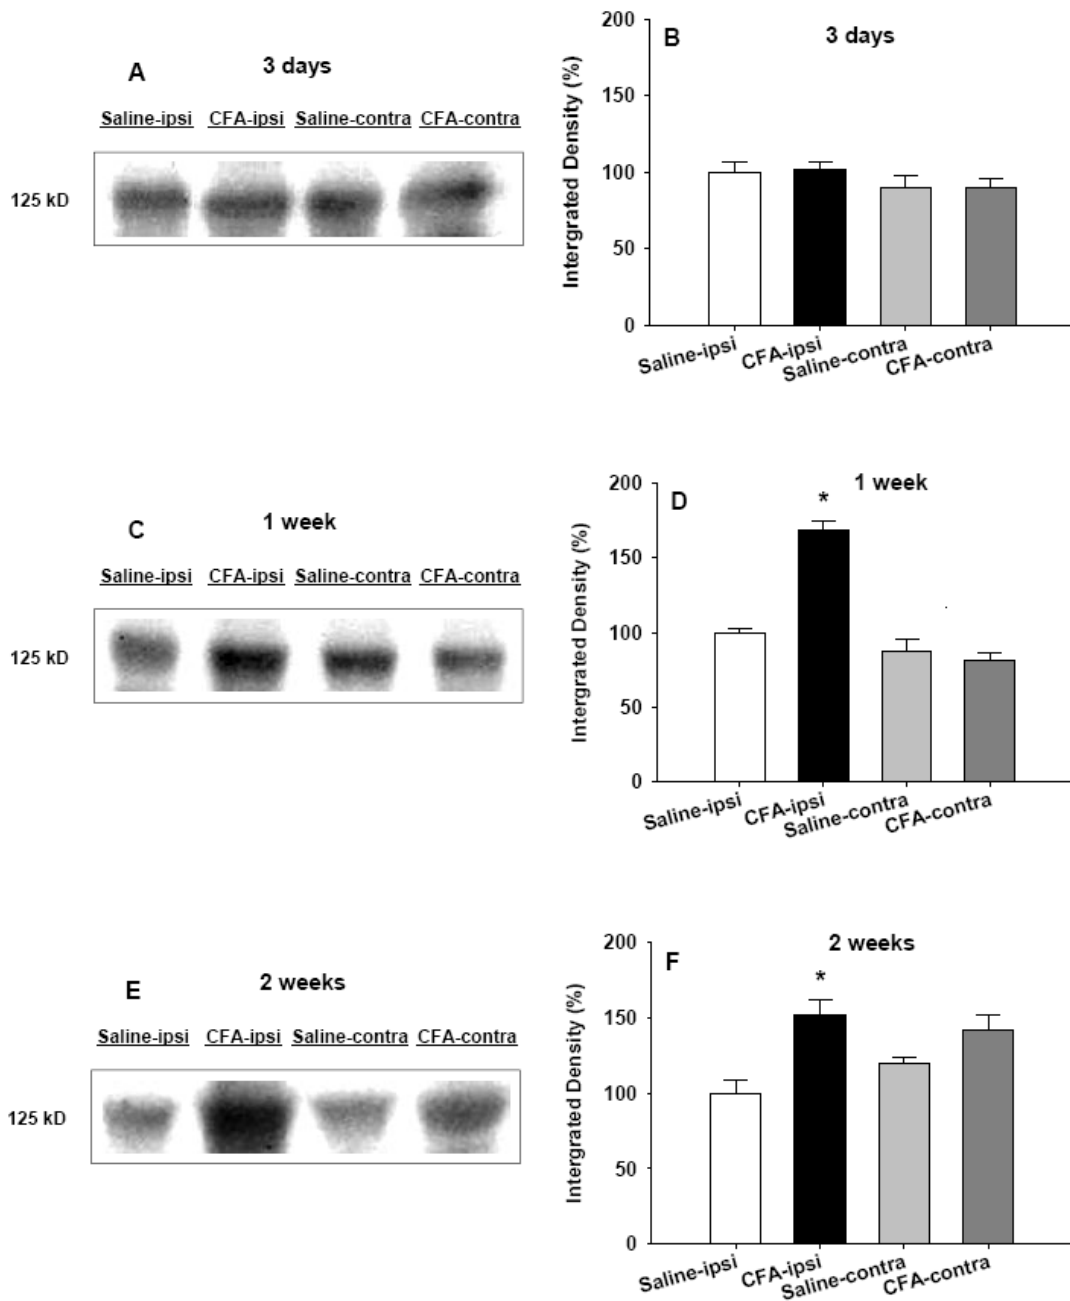 A 3 days
Saline-ipsi CFA-ipsi Saline-contra CFA-contra
125 kD
B 3 days
Intergrated Density (%)
200
150
100
50
0
Saline-ipsi
CFA-ipsi
Saline-contra
CFA-contra
C 1 week
Saline-ipsi CFA-ipsi Saline-contra CFA-contra
125 kD
D 1 week
Intergrated Density (%)
200
150
100
50
0
*
Saline-ipsi
CFA-ipsi
Saline-contra
CFA-contra
E 2 weeks
Saline-ipsi CFA-ipsi Saline-contra CFA-contra
125 kD
F 2 weeks
Intergrated Density (%)
200
150
100
50
0
*
Saline-ipsi
CFA-ipsi
Saline-contra
CFA-contra